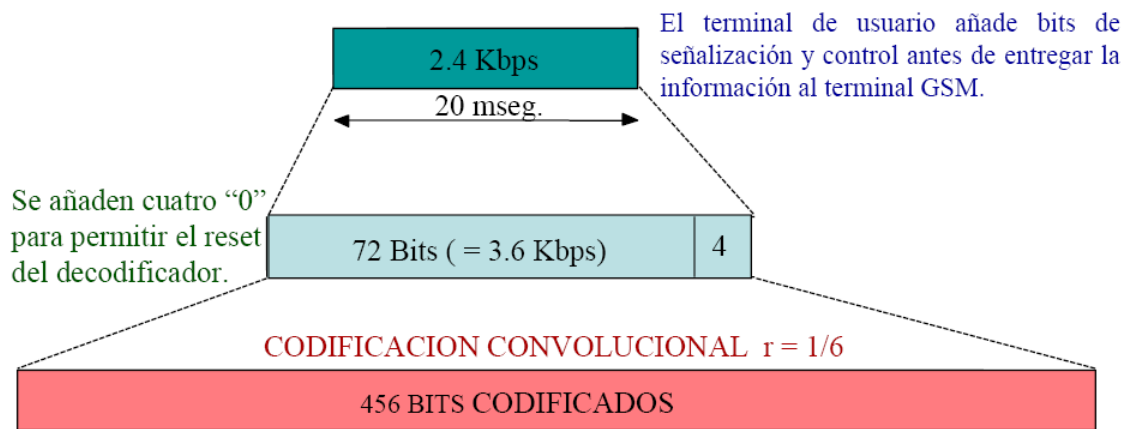 2.4 Kbps
20 mseg.
El terminal de usuario añade bits de
señalización y control antes de entregar la
información al terminal GSM.
Se añaden cuatro “0”
para permitir el reset
del decodificador.
72 Bits ( = 3.6 Kbps)
4
CODIFICACION CONVOLUCIONAL r = 1/6
456 BITS CODIFICADOS